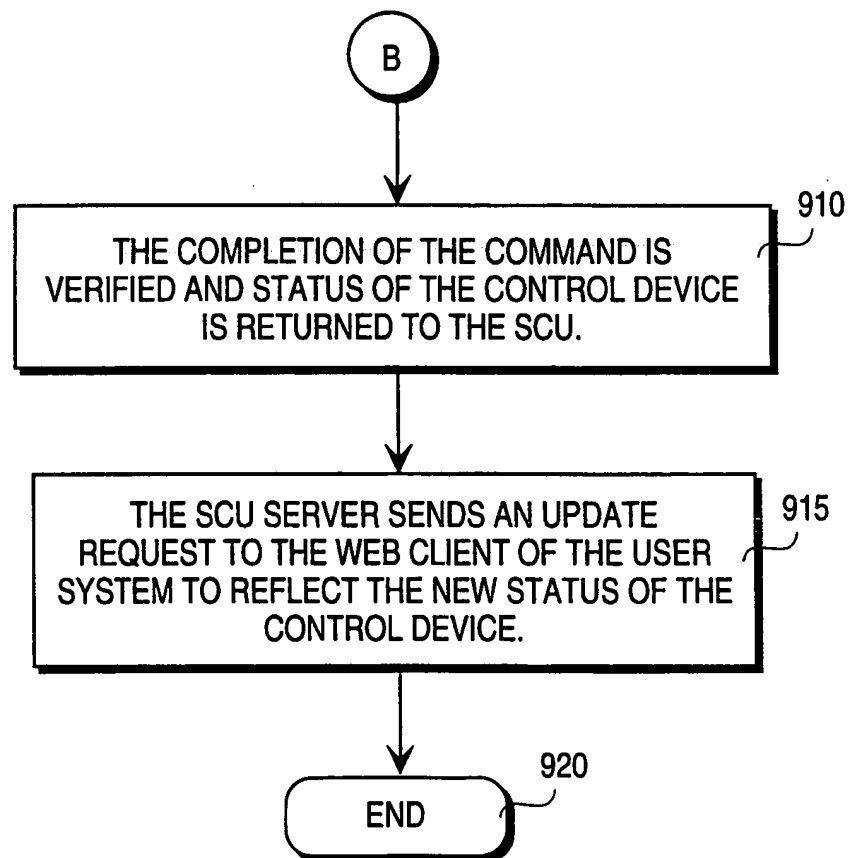 B
910
THE COMPLETION OF THE COMMAND IS
VERIFIED AND STATUS OF THE CONTROL DEVICE
IS RETURNED TO THE SCU.
915
THE SCU SERVER SENDS AN UPDATE
REQUEST TO THE WEB CLIENT OF THE USER
SYSTEM TO REFLECT THE NEW STATUS OF THE
CONTROL DEVICE.
920
END